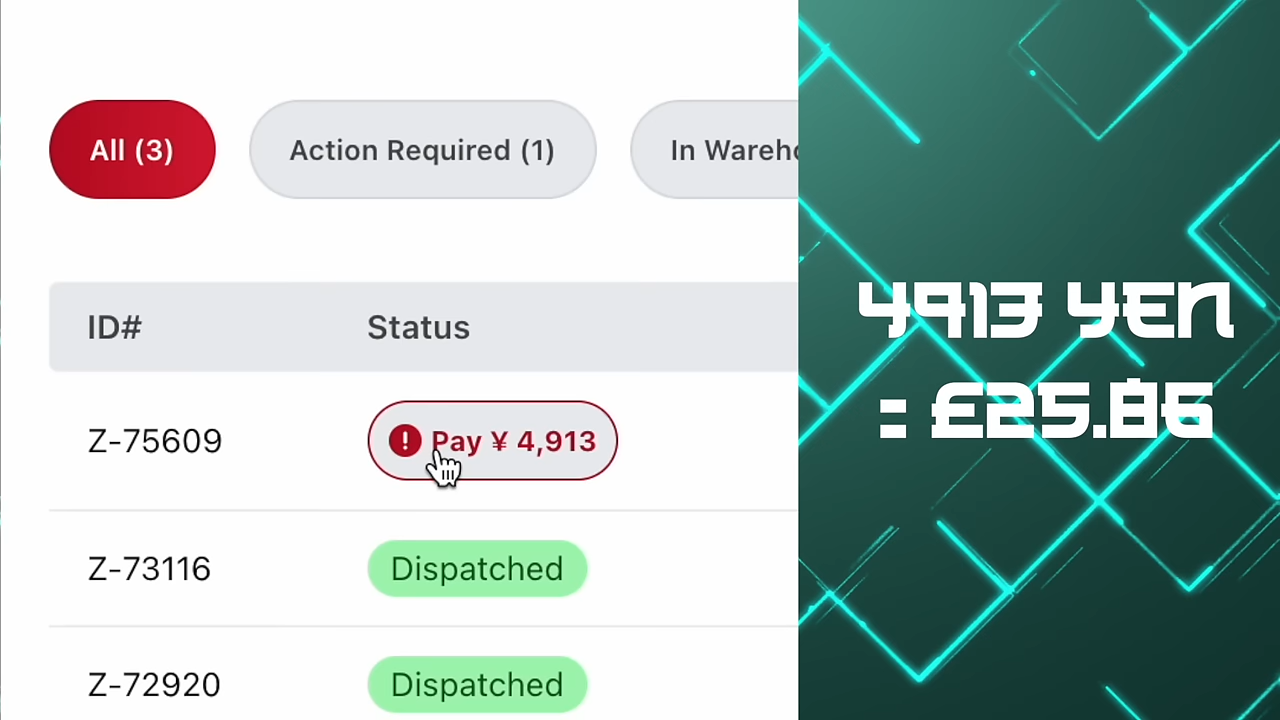 All (3)
Action Required (1)
In Wareho
ID#
Status
Z-75609
Pay ¥ 4,913
Z-73116
Dispatched
Z-72920
Dispatched
4913 YEN
= £25.86